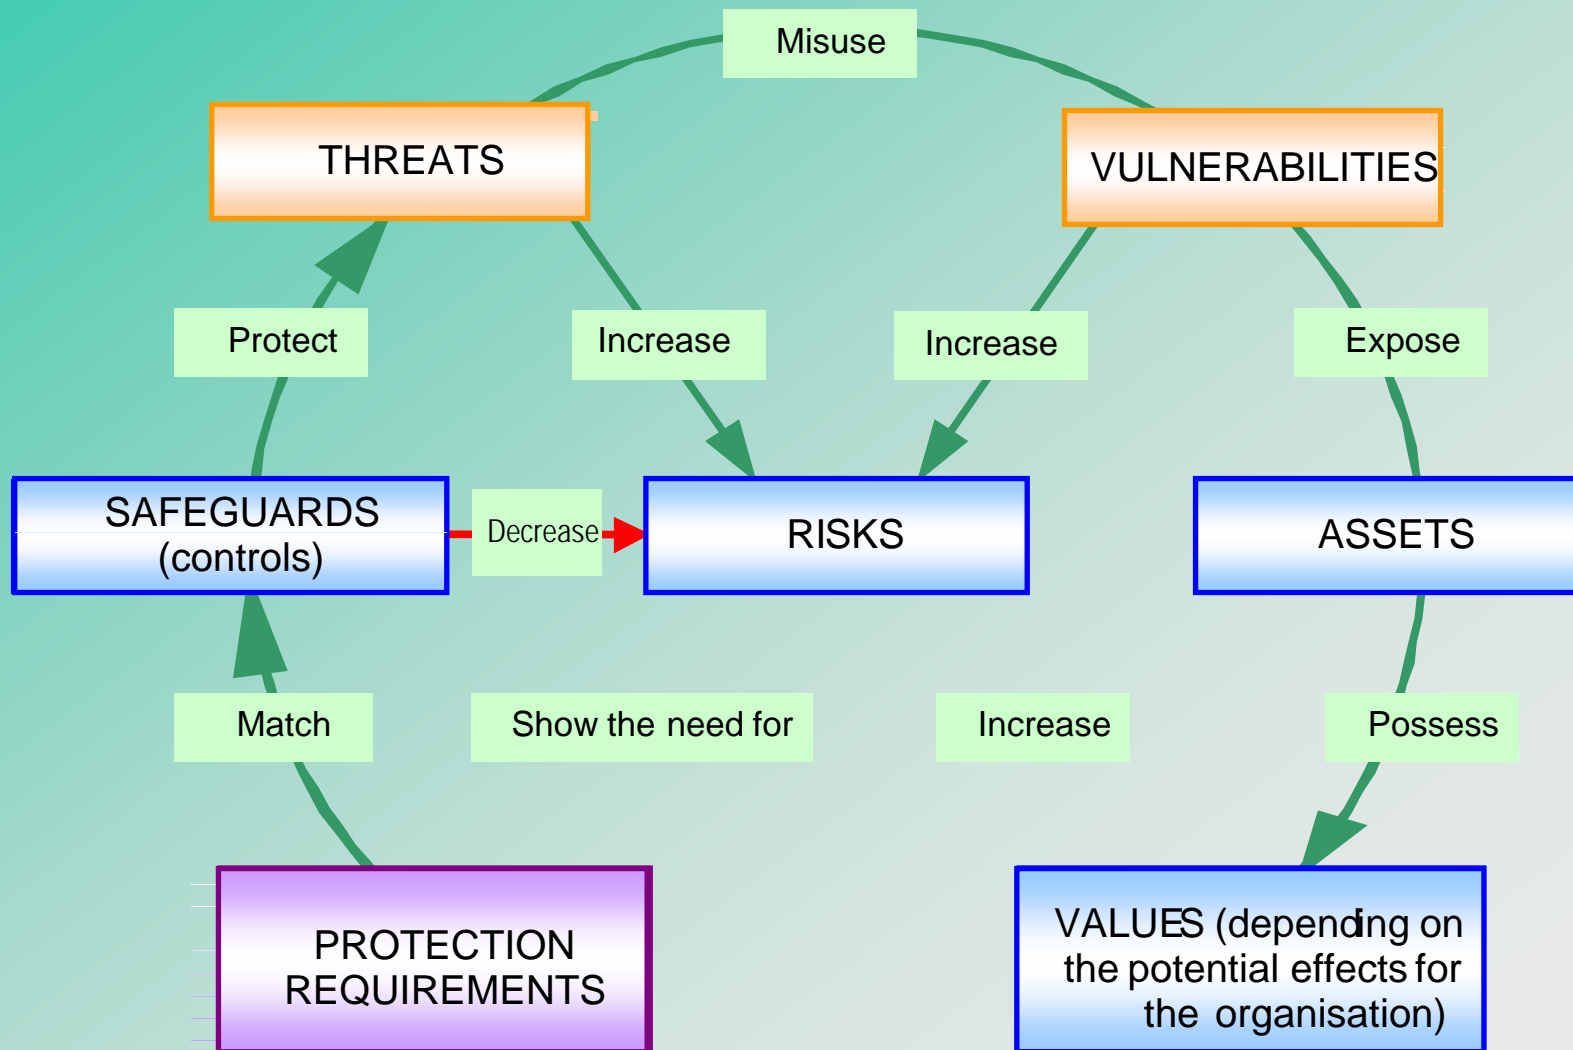 Misuse
THREATS
VULNERABILITIES
Protect
Increase
Increase
Expose
SAFEGUARDS
(controls)
Decrease
RISKS
ASSETS
Match
Show the need for
Increase
Possess
PROTECTION
REQUIREMENTS
VALUES (depending on
the potential effects for
the organisation)